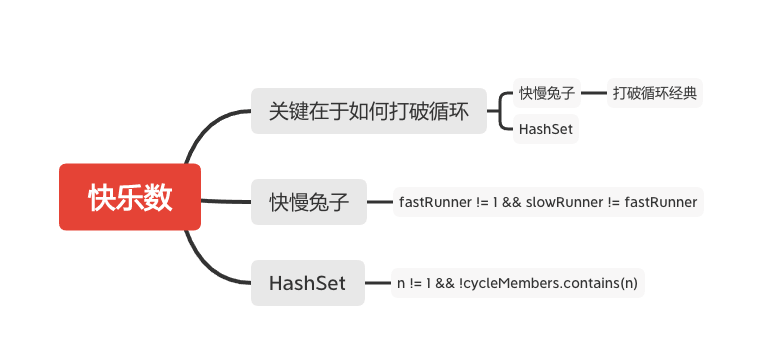 快乐数
关键在于如何打破循环
快慢兔子
打破循环经典
HashSet
快慢兔子
fastRunner != 1 && slowRunner != fastRunner
HashSet
n != 1 && !cycleMembers.contains(n)